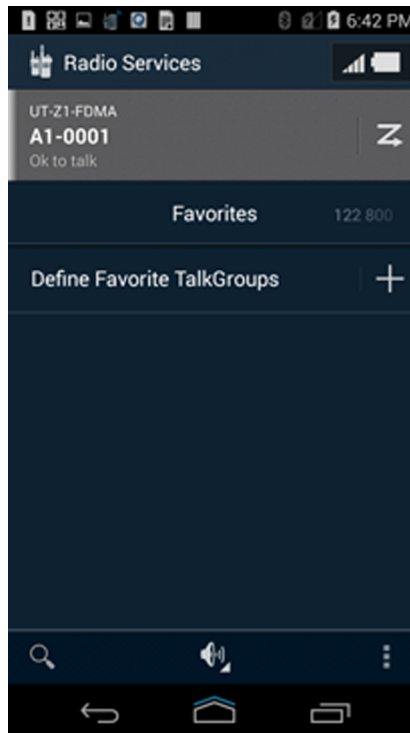 6:42 PM
Radio Services
UT-Z1-FDMA
A1-0001
Ok to talk
Favorites
122 800
Define Favorite TalkGroups